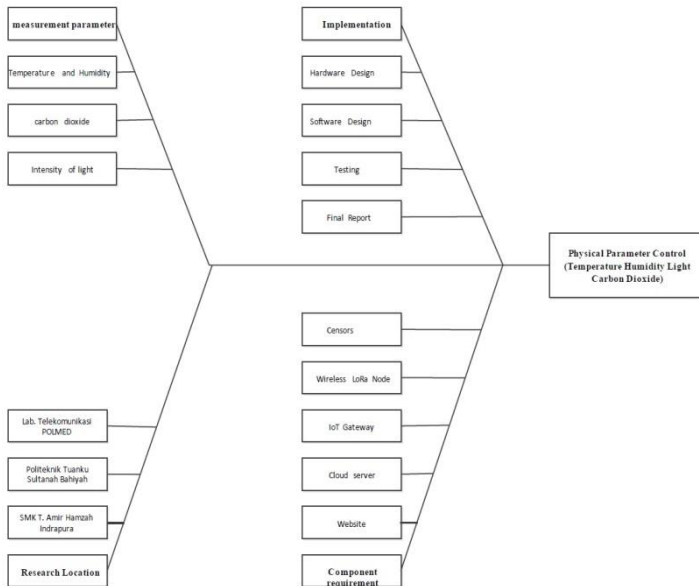 measurement parameter
Temperature and Humidity
carbon dioxide
Intensity of light
Implementation
Hardware Design
Software Design
Testing
Final Report
Physical Parameter Control
(Temperature Humidity Light
Carbon Dioxide)
Lab. Telekomunikasi
POLMED
Politeknik Tuanku
Sultanah Bahiyah
SMK T. Amir Hamzah
Indrapura
Research Location
Censors
Wireless LoRa Node
IoT Gateway
Cloud server
Website
Component
requirement